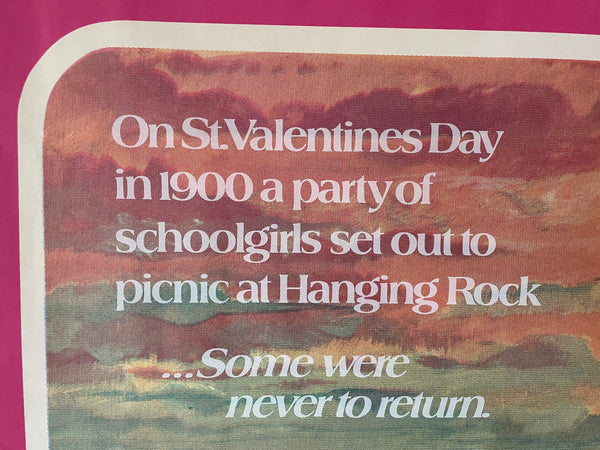 On St.Valentines Day
in 1900 a party of
schoolgirls set out to
picnic at Hanging Rock
...Some were
never to return.